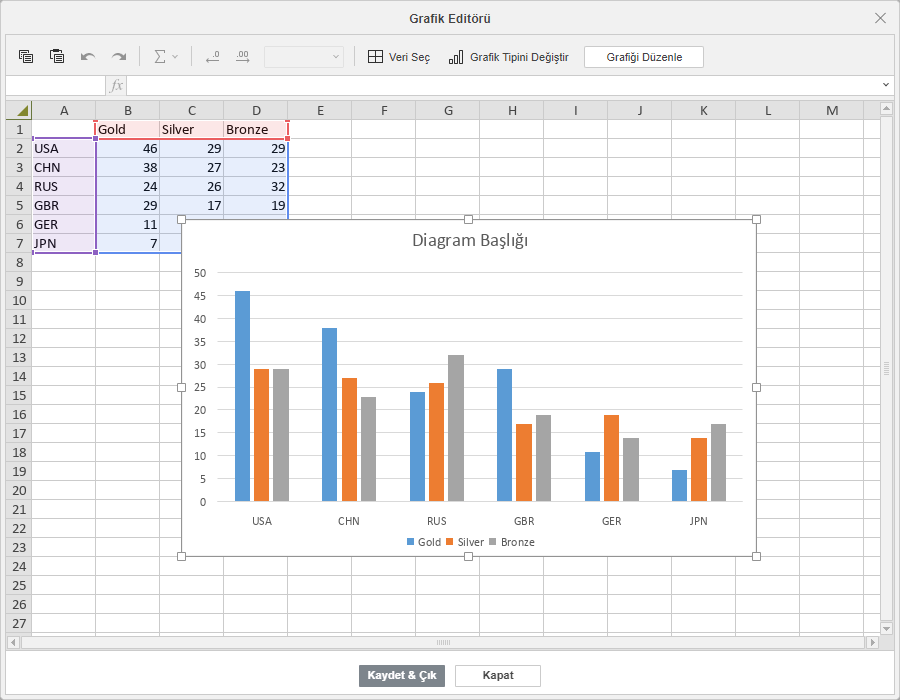 Grafik Editörü
Veri Seç Grafik Tipini Değiştir Grafiği Düzenle
fx
A B C D E F G H I J K L M
1 Gold Silver Bronze
2 USA 46 29 29
3 CHN 38 27 23
4 RUS 24 26 32
5 GBR 29 17 19
6 GER 11
7 JPN 7
8
9
10
11
12
13
14
15
16
17
18
19
20
21
22
23
24
25
26
27
Diagram Başlığı
50
45
40
35
30
25
20
15
10
5
0
USA CHN RUS GBR GER JPN
Gold Silver Bronze
Kaydet & Çık Kapat